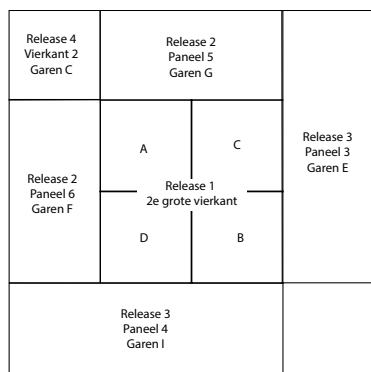 Release 4
Vierkant 2
Garen C
Release 2
Paneel 5
Garen G
Release 3
Paneel 3
Garen E
Release 2
Paneel 6
Garen F
A
C
Release 1
2e grote vierkant
D
B
Release 3
Paneel 4
Garen I